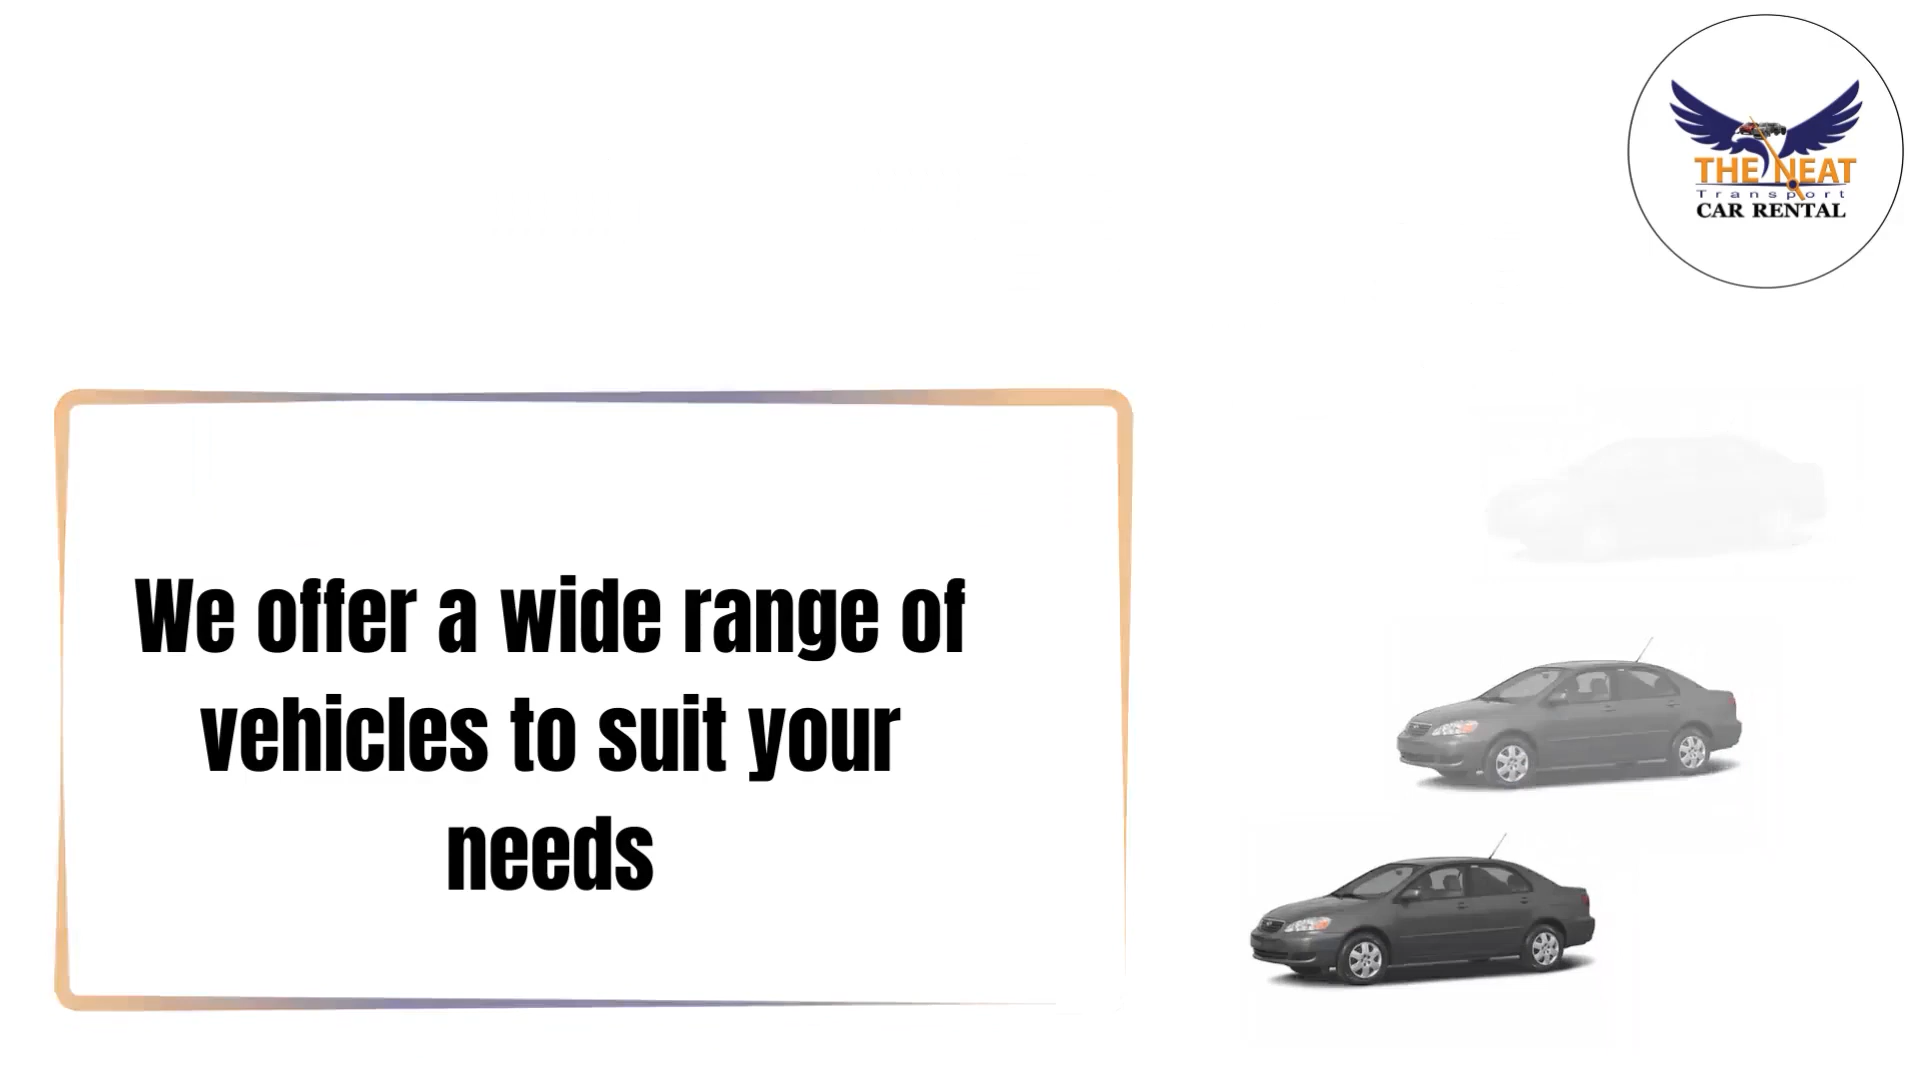 THE NEAT
Transport
CAR RENTAL
We offer a wide range of
vehicles to suit your
needs